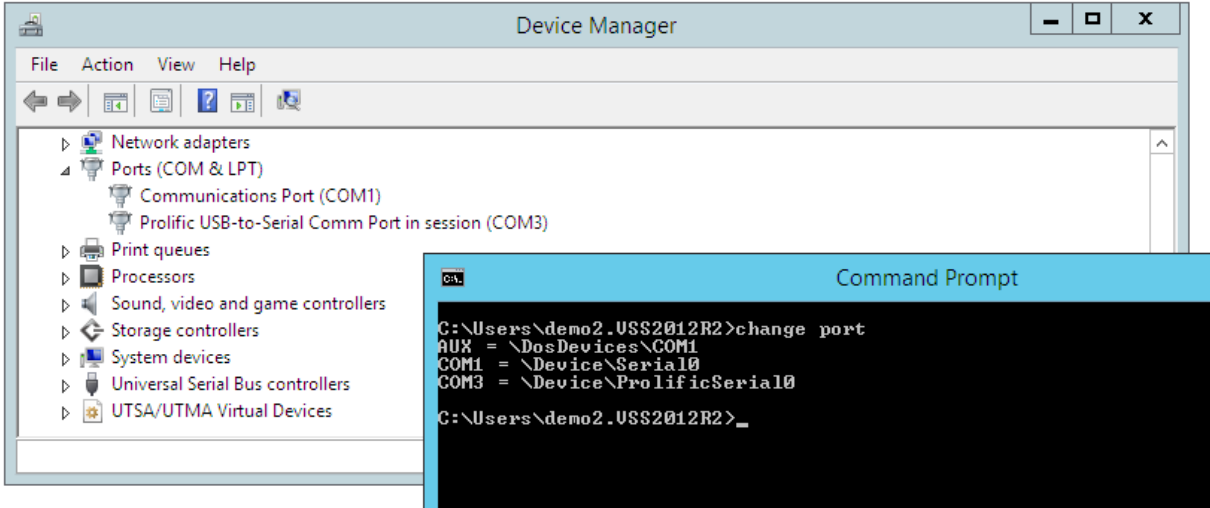 Device Manager
File Action View Help
Network adapters
Ports (COM & LPT)
Communications Port (COM1)
Prolific USB-to-Serial Comm Port in session (COM3)
Print queues
Processors
Sound, video and game controllers
Storage controllers
System devices
Universal Serial Bus controllers
UTSA/UTMA Virtual Devices
C:\.
Command Prompt
C:\Users\demo2.VSS2012R2>change port
AUX = \DosDevices\COM1
COM1 = \Device\Serial0
COM3 = \Device\ProlificSerial0
C:\Users\demo2.VSS2012R2>_